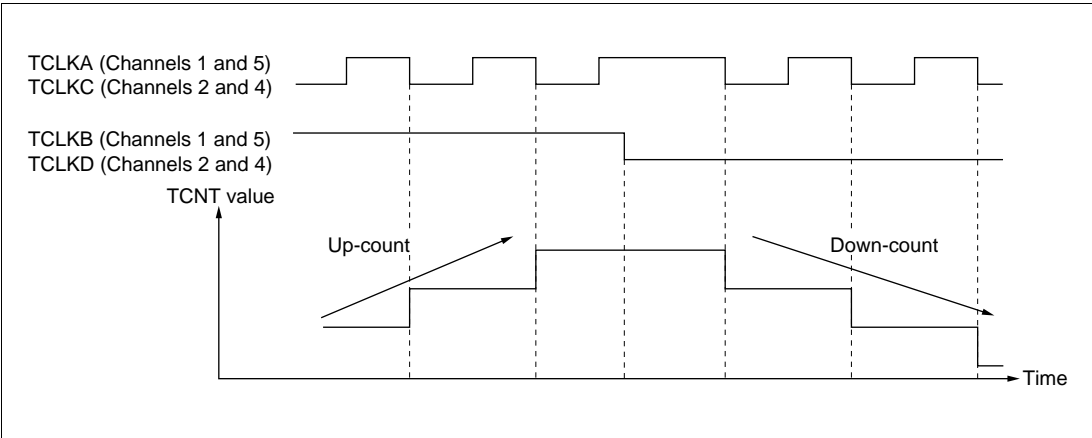 TCLKA (Channels 1 and 5)
TCLKC (Channels 2 and 4)
TCLKB (Channels 1 and 5)
TCLKD (Channels 2 and 4)
TCNT value
Up-count
Down-count
Time